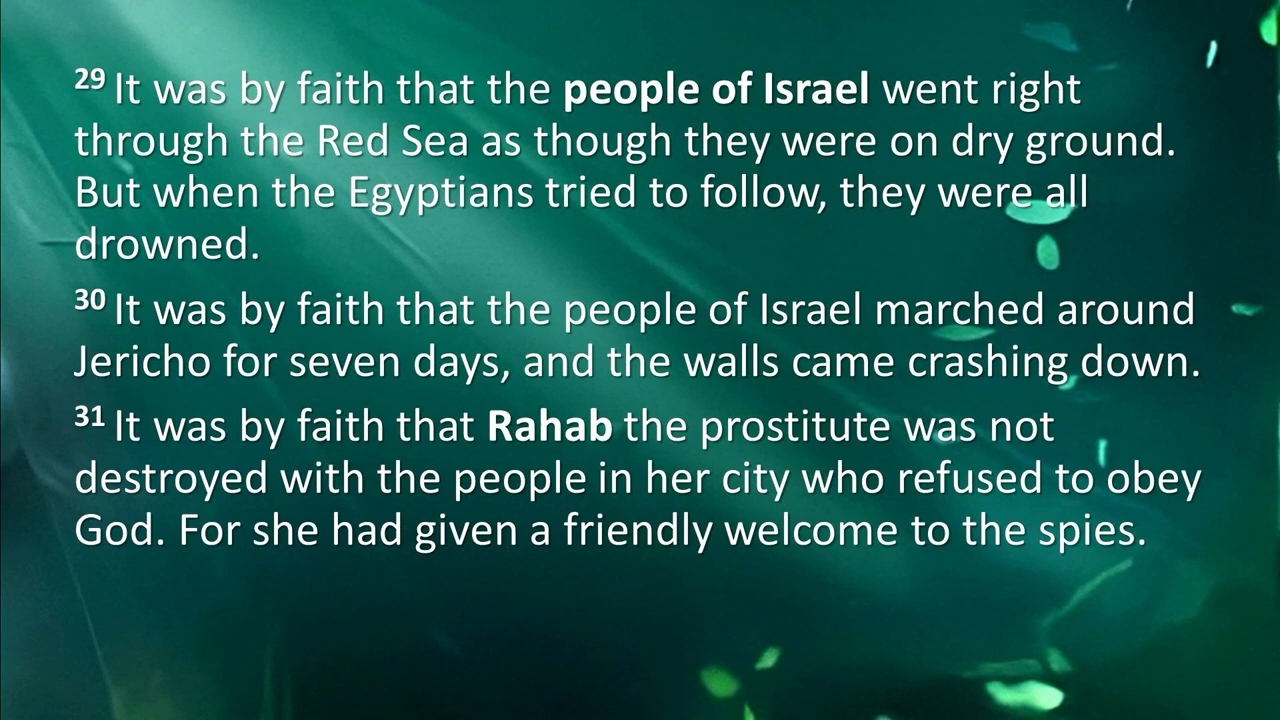 29 It was by faith that the people of Israel went right
through the Red Sea as though they were on dry ground.
But when the Egyptians tried to follow, they were all
drowned.
30 It was by faith that the people of Israel marched around
Jericho for seven days, and the walls came crashing down.
31 It was by faith that Rahab the prostitute was not
destroyed with the people in her city who refused to obey
God. For she had given a friendly welcome to the spies.